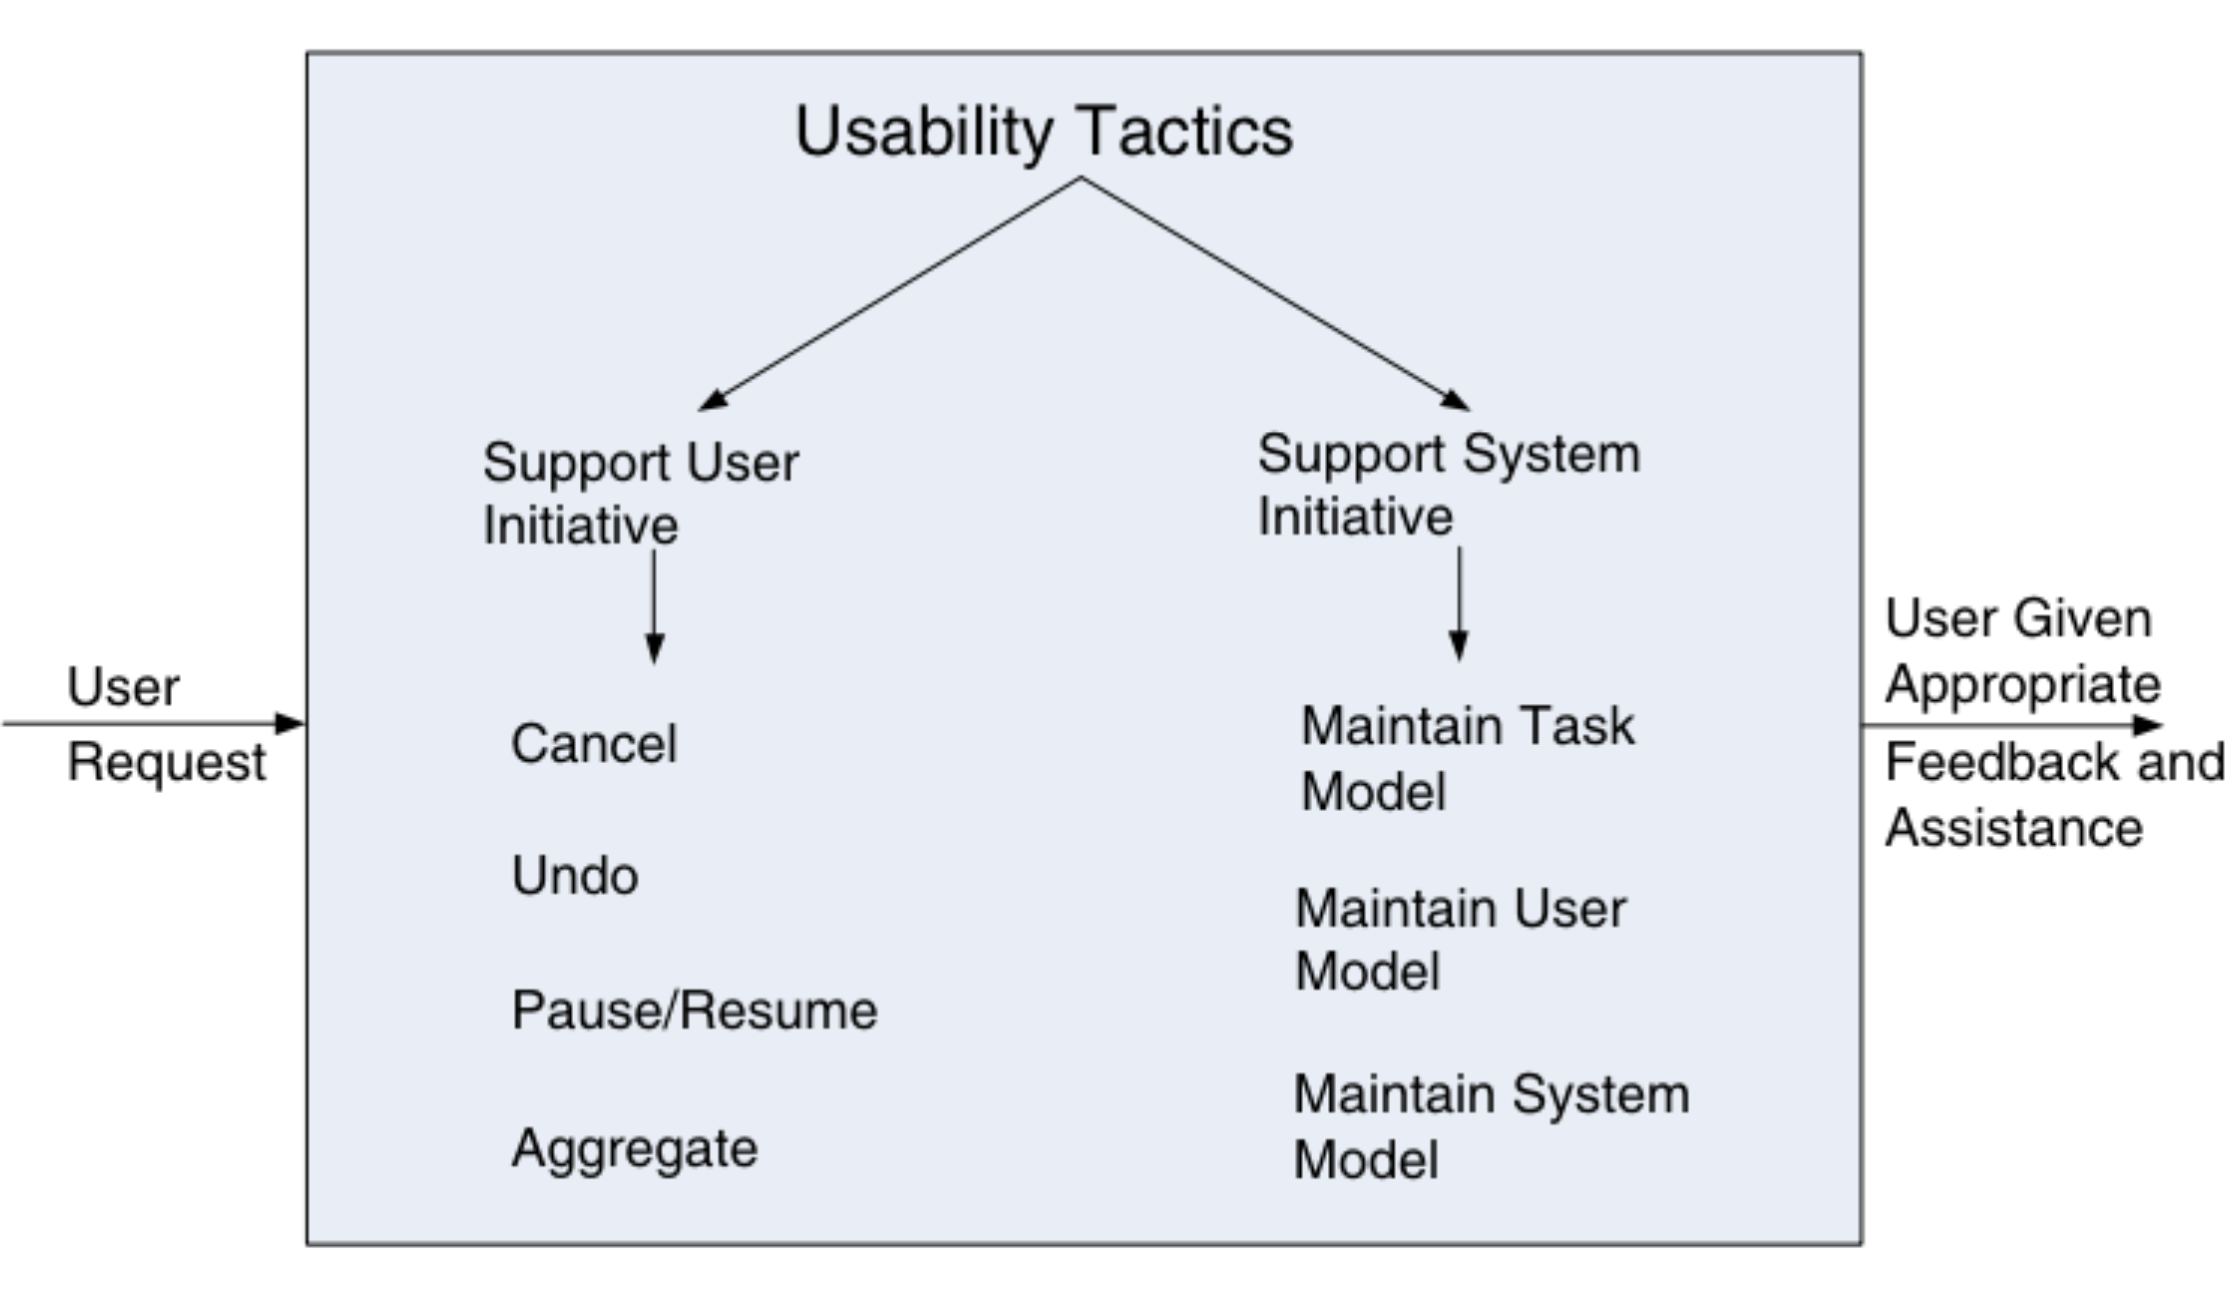 Usability Tactics
Support User
Initiative
Cancel
Undo
Pause/Resume
Aggregate
Support System
Initiative
Maintain Task
Model
Maintain User
Model
Maintain System
Model
User
Request
User Given
Appropriate
Feedback and
Assistance